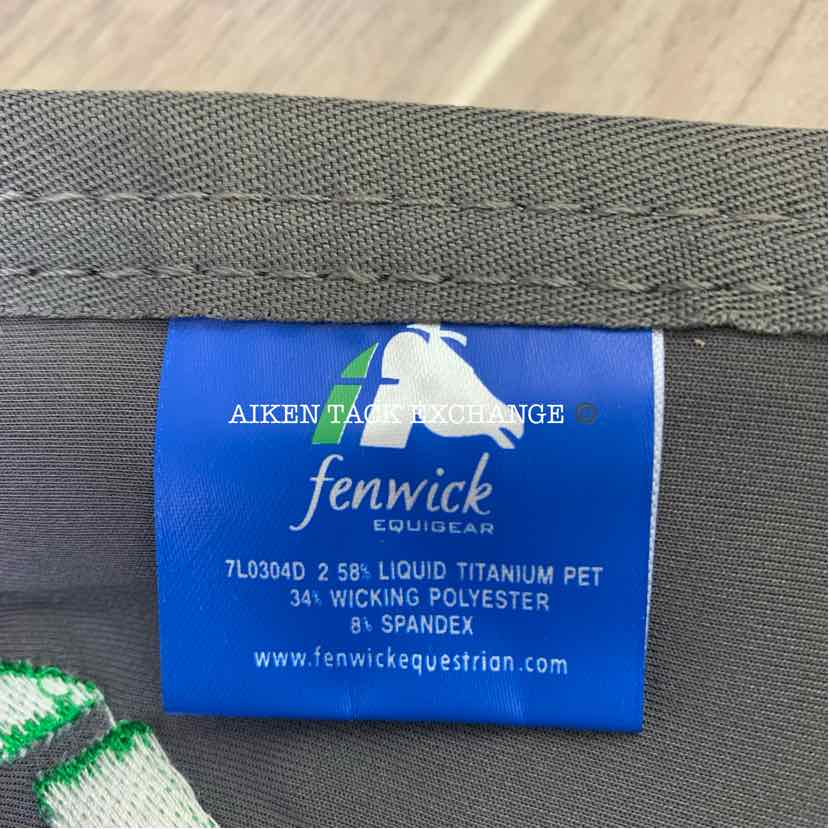 AIKEN TACK EXCHANGE ©
fenwick
EQUIGEAR
7L0304D 2 58% LIQUID TITANIUM PET
34% WICKING POLYESTER
8% SPANDEX
www.fenwickequestrian.com